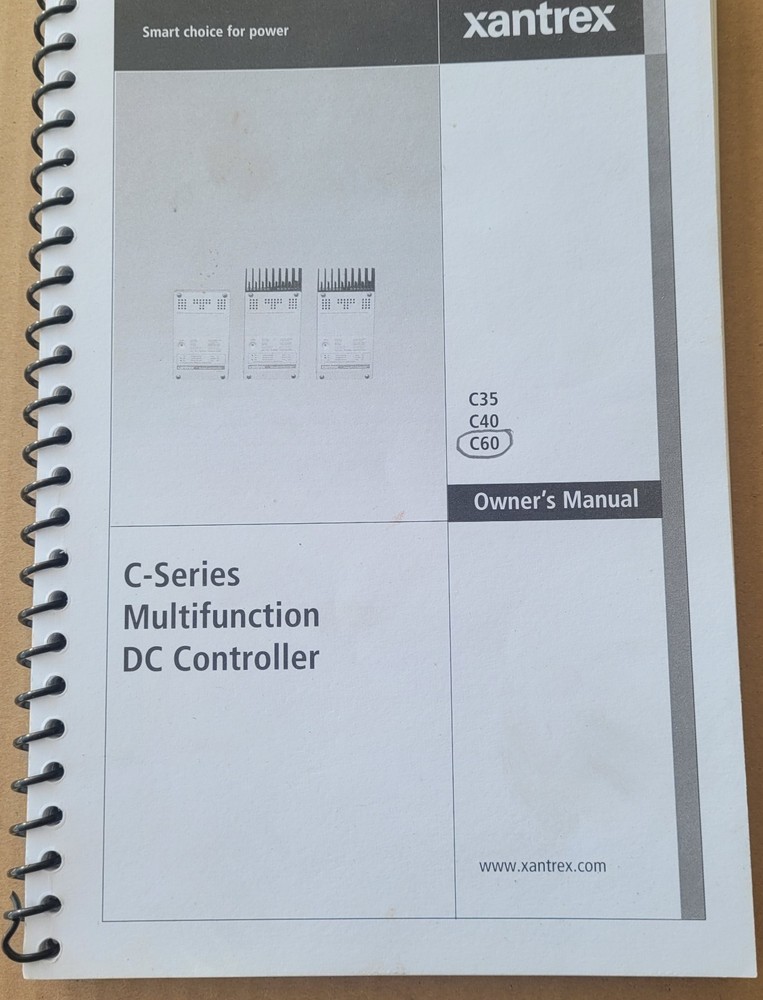 Smart choice for power
xantrex
C35
C40
C60
Owner's Manual
C-Series
Multifunction
DC Controller
www.xantrex.com